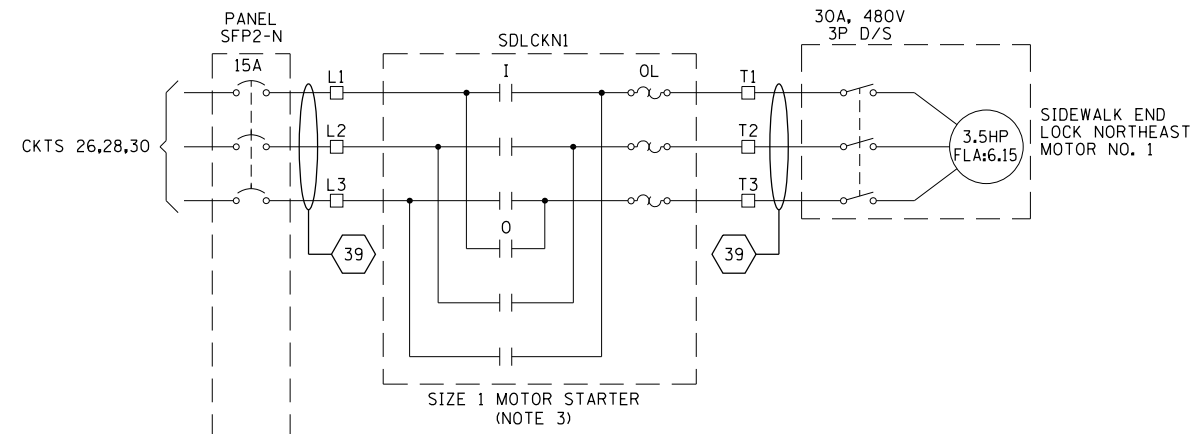 PANEL
SFP2-N
15A
CKTS 26,28,30
L1
L2
L3
39
SDLCKN1
I
OL
O
SIZE 1 MOTOR STARTER
(NOTE 3)
T1
T2
T3
39
30A, 480V
3P D/S
3.5HP
FLA:6.15
SIDEWALK END
LOCK NORTHEAST
MOTOR NO. 1